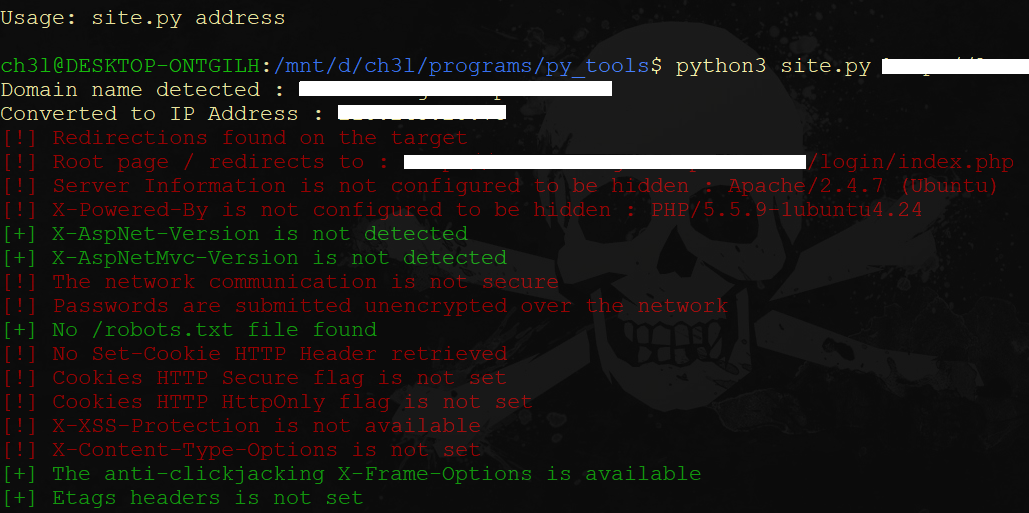 Usage: site.py address
ch3l@DESKTOP-ONTGILH:/mnt/d/ch3l/programs/py_tools$ python3 site.py
Domain name detected :
Converted to IP Address :
[!] Redirections found on the target
[!] Root page / redirects to : /login/index.php
[!] Server Information is not configured to be hidden : Apache/2.4.7 (Ubuntu)
[!] X-Powered-By is not configured to be hidden : PHP/5.5.9-1ubuntu4.24
[+] X-AspNet-Version is not detected
[+] X-AspNetMvc-Version is not detected
[!] The network communication is not secure
[!] Passwords are submitted unencrypted over the network
[+] No /robots.txt file found
[!] No Set-Cookie HTTP Header retrieved
[!] Cookies HTTP Secure flag is not set
[!] Cookies HTTP HttpOnly flag is not set
[!] X-XSS-Protection is not available
[!] X-Content-Type-Options is not set
[+] The anti-clickjacking X-Frame-Options is available
[+] Etags headers is not set